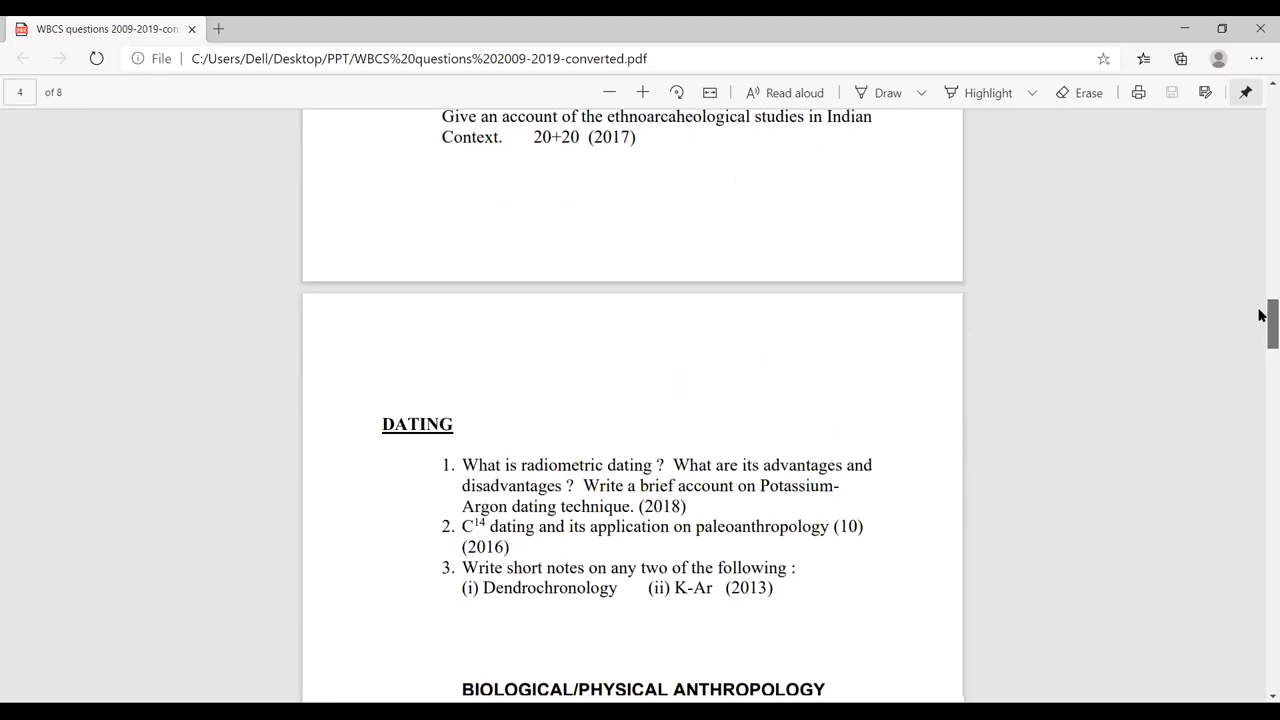 WBCS questions 2009-2019-con
File
C:/Users/Dell/Desktop/PPT/WBCS%20questions%202009-2019-converted.pdf
4 of 8
Read aloud
Draw
Highlight
Erase
Give an account of the ethnoarcaheological studies in Indian
Context. 20+20 (2017)
DATING
1. What is radiometric dating ? What are its advantages and
disadvantages ? Write a brief account on Potassium-
Argon dating technique. (2018)
2. C14 dating and its application on paleoanthropology (10)
(2016)
3. Write short notes on any two of the following :
(i) Dendrochronology (ii) K-Ar (2013)
BIOLOGICAL/PHYSICAL ANTHROPOLOGY